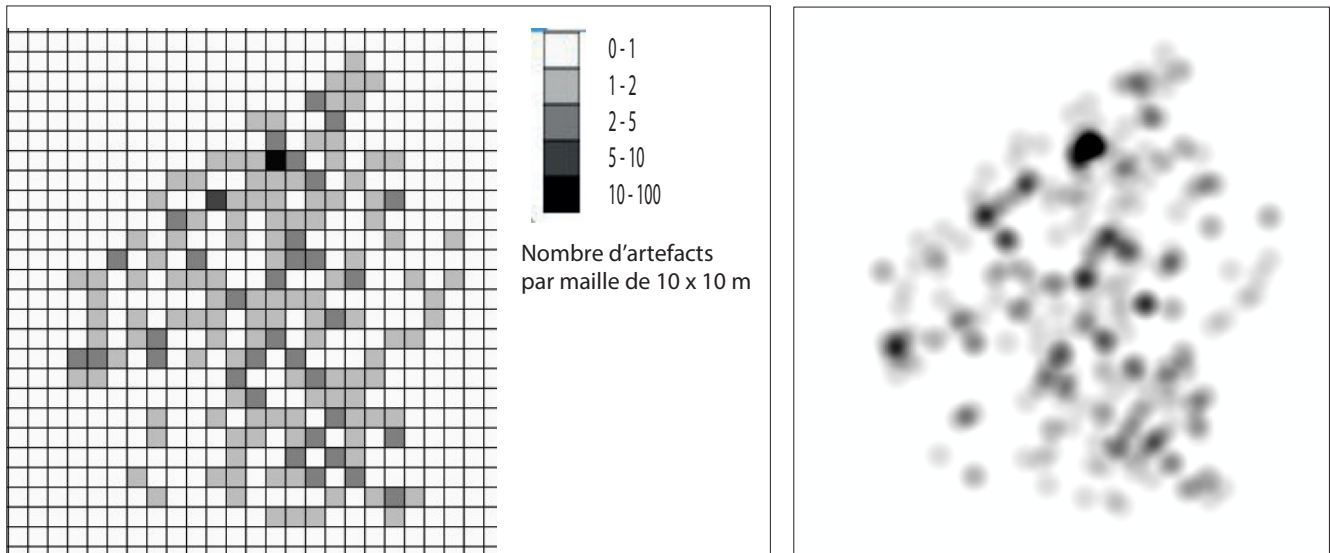 0 - 1
1 - 2
2 - 5
5 - 10
10 - 100
Nombre d’artefacts
par maille de 10 x 10 m